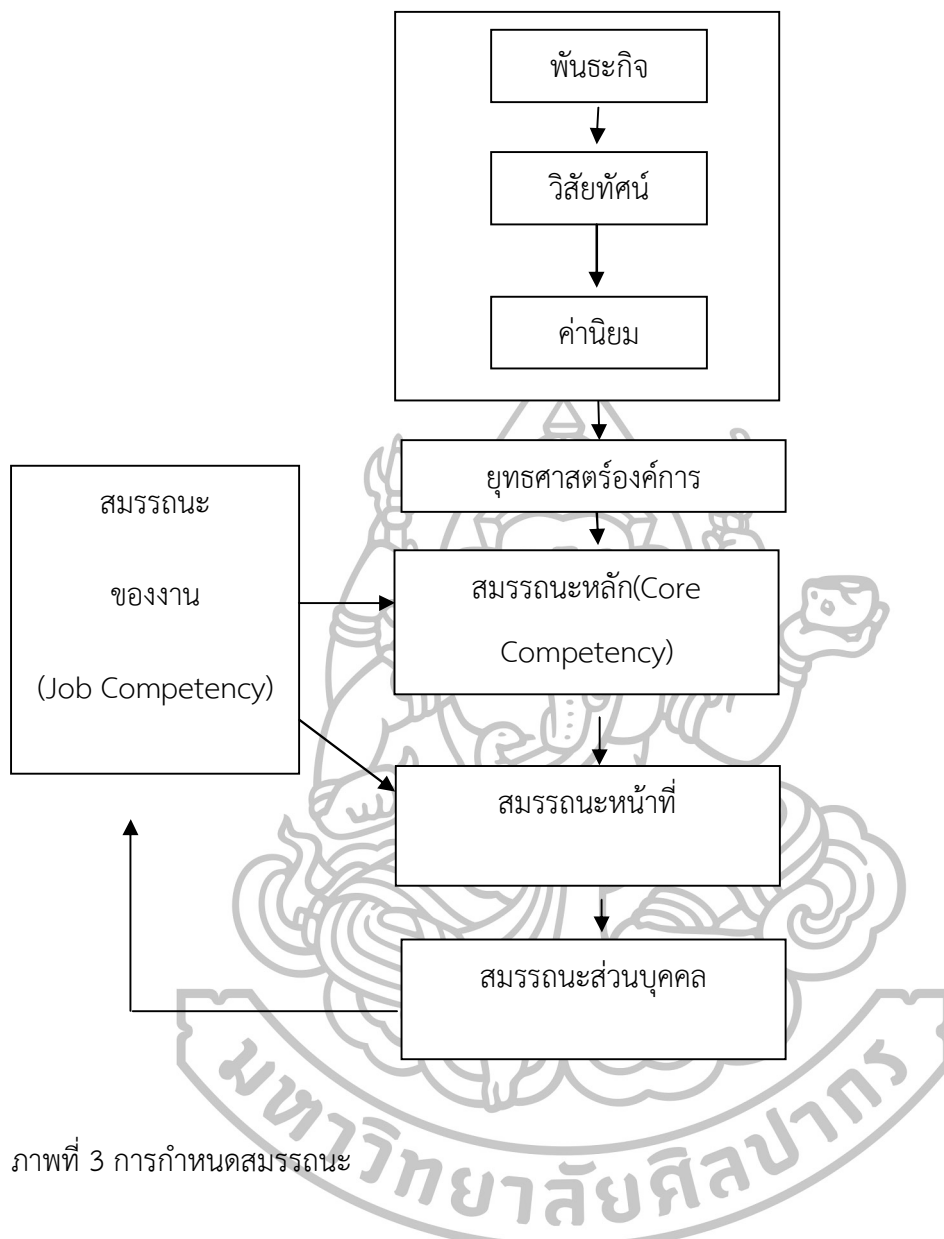 พันธะกิจ
วิสัยทัศน์
ค่านิยม
ยุทธศาสตร์องค์การ
สมรรถนะ
ของงาน
(Job Competency)
สมรรถนะหลัก(Core
Competency)
สมรรถนะหน้าที่
สมรรถนะส่วนบุคคล
ภาพที่ 3 การกำหนดสมรรถนะ
มหาวิทยาลัยศิลปากร